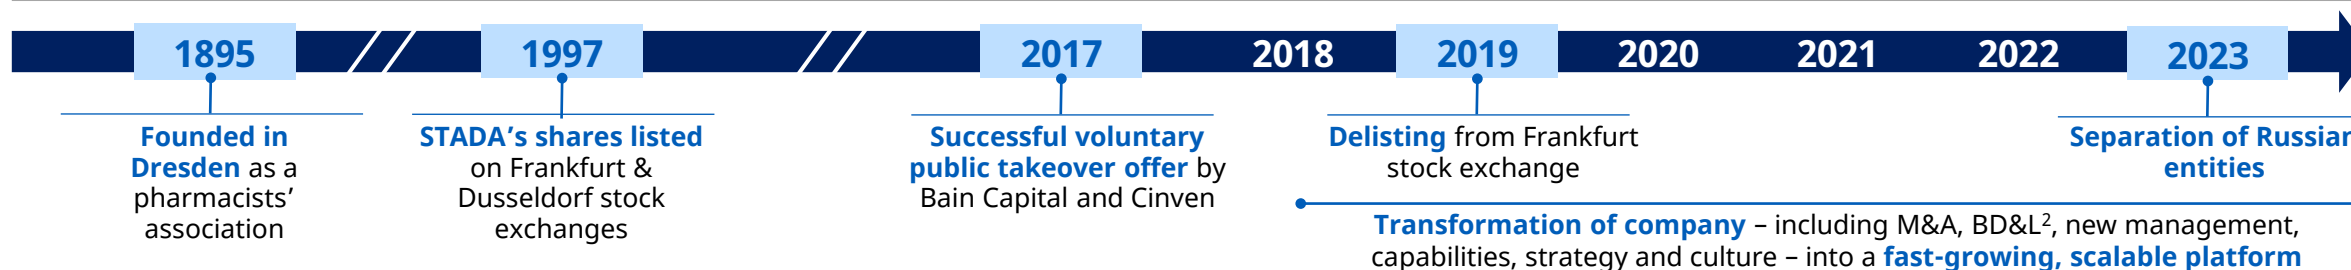 1895 1997 2017 2018 2019 2020 2021 2022 2023
Founded in
Dresden as a
pharmacists’
association
STADA’s shares listed
on Frankfurt &
Dusseldorf stock
exchanges
Successful voluntary
public takeover offer by
Bain Capital and Cinven
Delisting from Frankfurt
stock exchange
Separation of Russian
entities
Transformation of company – including M&A, BD&L², new management,
capabilities, strategy and culture – into a fast-growing, scalable platform